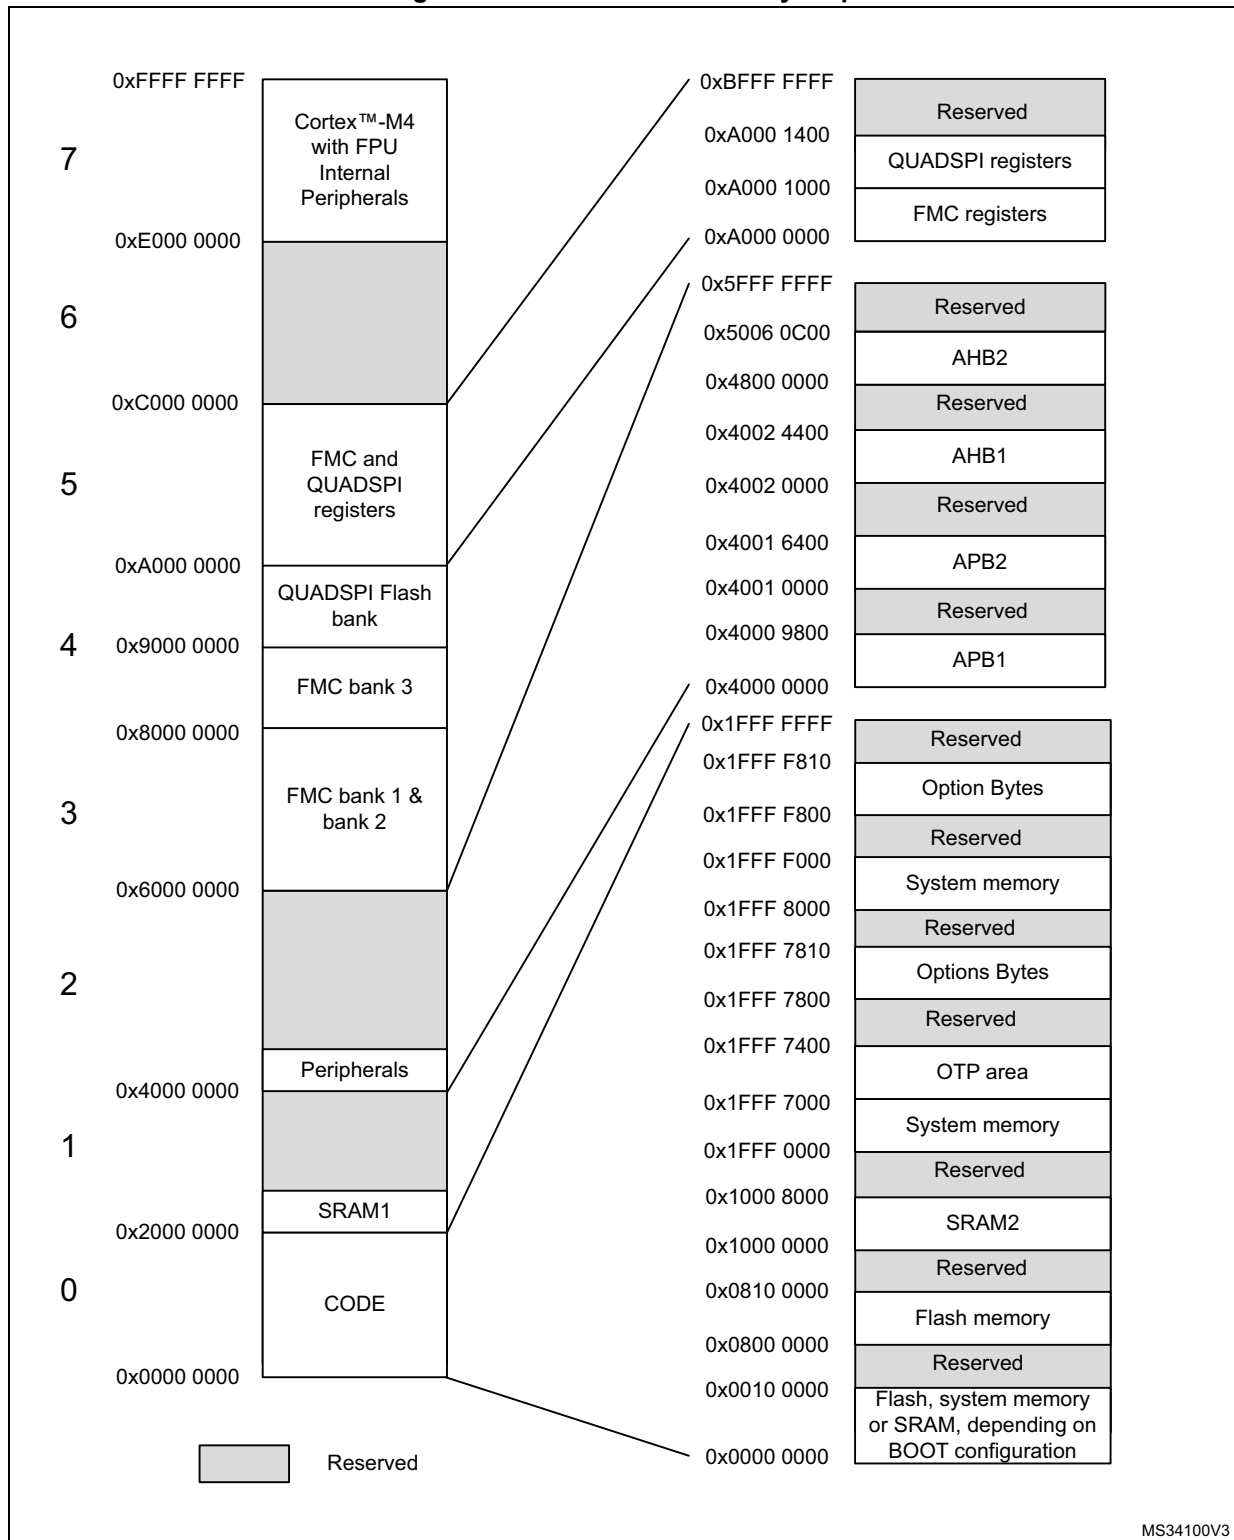 0xFFFF FFFF
7
Cortex™-M4
with FPU
Internal
Peripherals
0xE000 0000
6
0xC000 0000
5
FMC and
QUADSPI
registers
0xA000 0000
QUADSPI Flash
bank
4
0x9000 0000
FMC bank 3
0x8000 0000
3
FMC bank 1 &
bank 2
0x6000 0000
2
Peripherals
0x4000 0000
1
SRAM1
0x2000 0000
0
CODE
0x0000 0000
Reserved
0xBFFF FFFF
Reserved
0xA000 1400
QUADSPI registers
0xA000 1000
FMC registers
0xA000 0000
0x5FFF FFFF
Reserved
0x5006 0C00
AHB2
0x4800 0000
Reserved
0x4002 4400
AHB1
0x4002 0000
Reserved
0x4001 6400
APB2
0x4001 0000
Reserved
0x4000 9800
APB1
0x4000 0000
0x1FFF FFFF
Reserved
0x1FFF F810
Option Bytes
0x1FFF F800
Reserved
0x1FFF F000
System memory
0x1FFF 8000
Reserved
0x1FFF 7810
Options Bytes
0x1FFF 7800
Reserved
0x1FFF 7400
OTP area
0x1FFF 7000
System memory
0x1FFF 0000
Reserved
0x1000 8000
SRAM2
0x1000 0000
Reserved
0x0810 0000
Flash memory
0x0800 0000
Reserved
0x0010 0000
Flash, system memory
or SRAM, depending on
BOOT configuration
0x0000 0000
MS34100V3